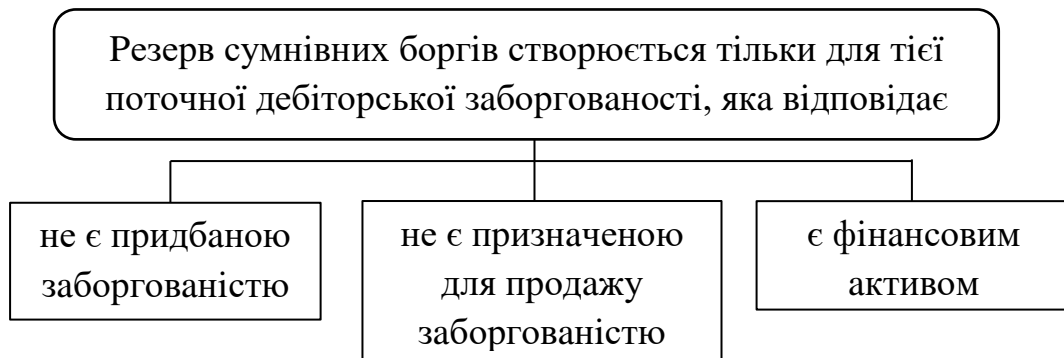 Резерв сумнівних боргів створюється тільки для тієї
поточної дебіторської заборгованості, яка відповідає
не є придбаною
заборгованістю
не є призначеною
для продажу
заборгованістю
є фінансовим
активом